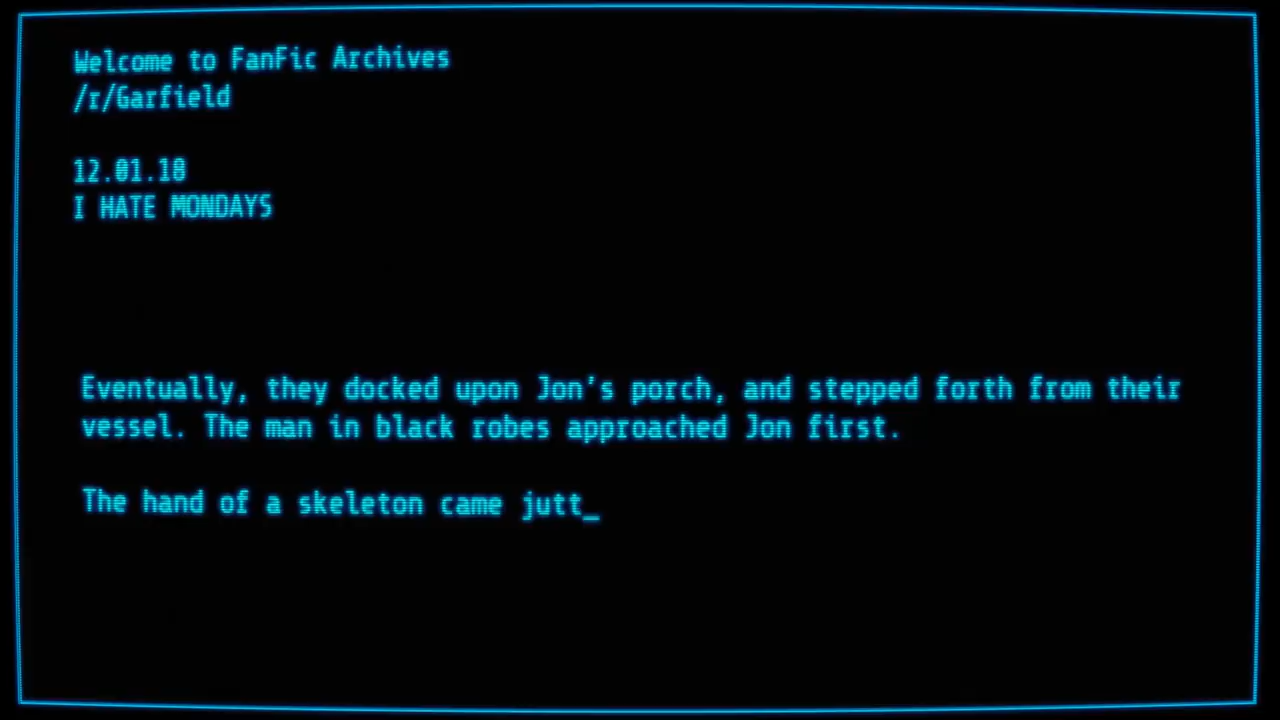 Welcome to FanFic Archives
/r/Garfield
12.01.10
I HATE MONDAYS
Eventually, they docked upon Jon's porch, and stepped forth from their
vessel. The man in black robes approached Jon first.
The hand of a skeleton came jutt_